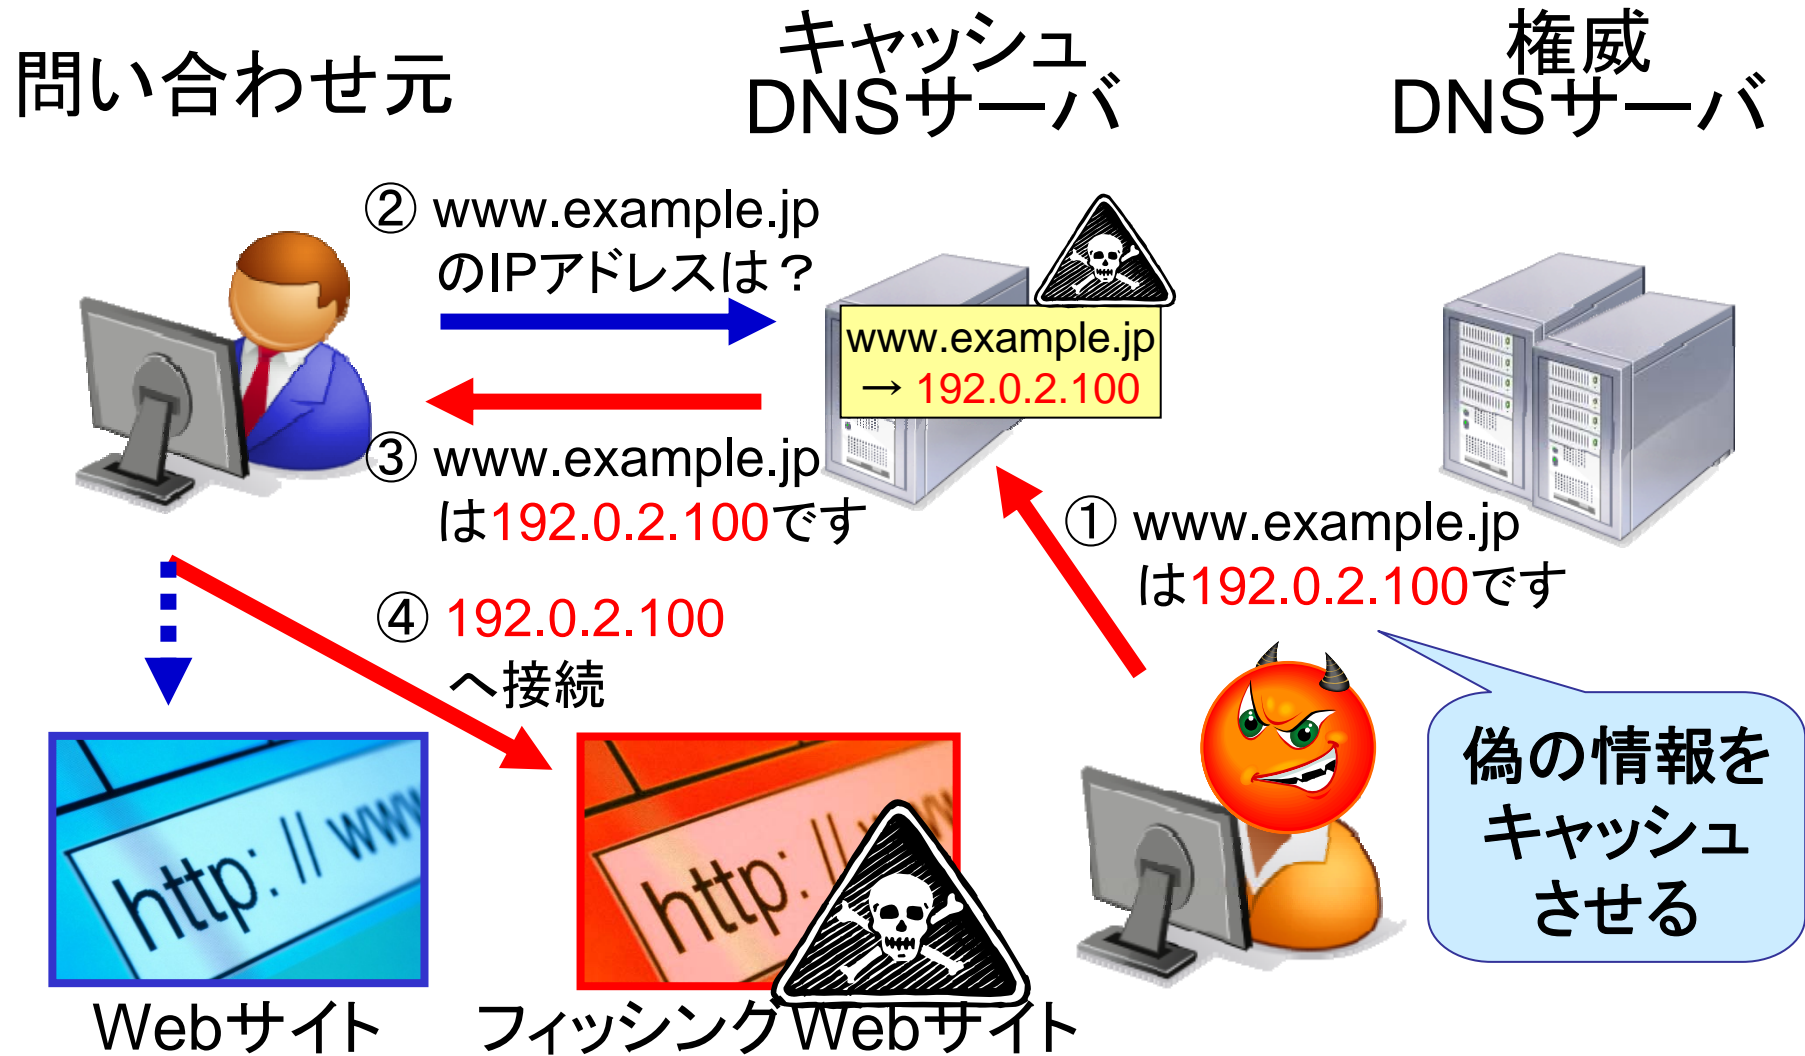 問い合わせ元
キャッシュ
DNSサーバ
権威
DNSサーバ
② www.example.jp
のIPアドレスは？
www.example.jp
→ 192.0.2.100
③ www.example.jp
は192.0.2.100です
① www.example.jp
は192.0.2.100です
④ 192.0.2.100
へ接続
偽の情報を
キャッシュ
させる
http: // www
http: //
Webサイト
フィッシングWebサイト